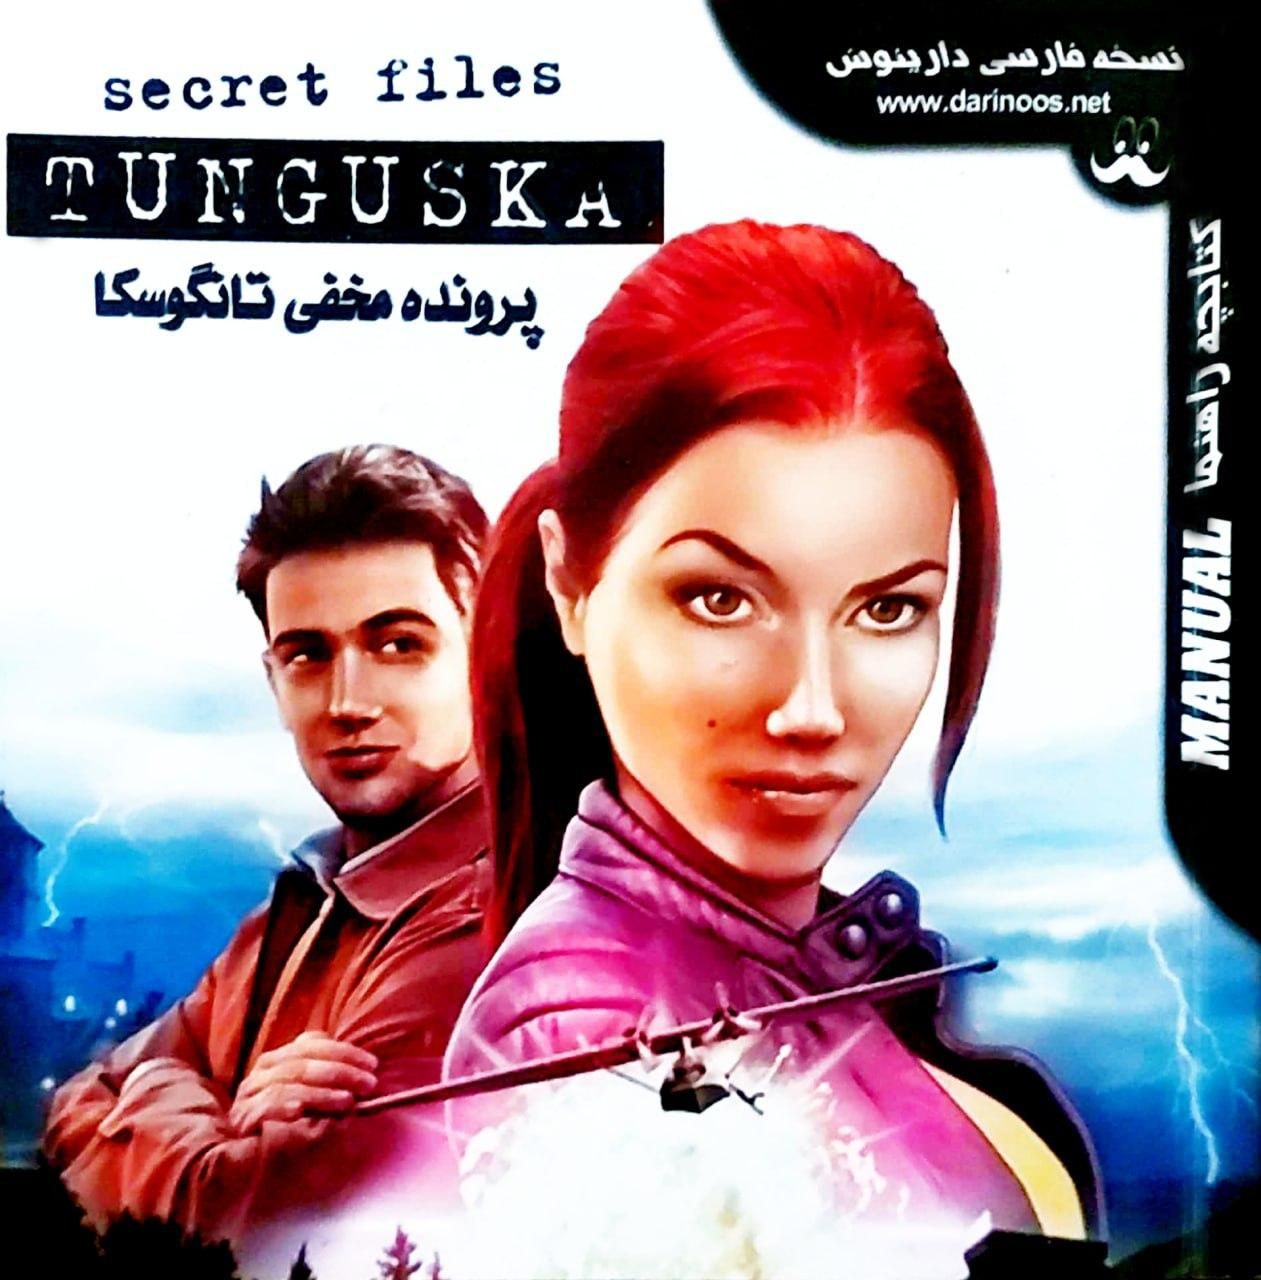 secret files
TUNGUSKA
پرونده مخفی تانگوسکا
نسخه فارسی دارینوس
www.darinoos.net
کتابچه راهنما MANUAL